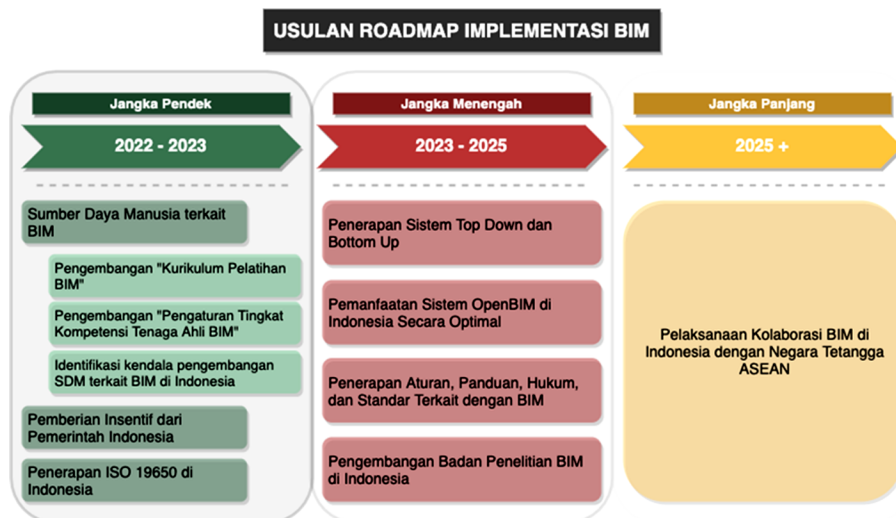 USULAN ROADMAP IMPLEMENTASI BIM
Jangka Pendek
2022 - 2023
Sumber Daya Manusia terkait
BIM
Pengembangan "Kurikulum Pelatihan
BIM"
Pengembangan "Pengaturan Tingkat
Kompetensi Tenaga Ahli BIM"
Identifikasi kendala pengembangan
SDM terkait BIM di Indonesia
Pemberian Insentif dari
Pemerintah Indonesia
Penerapan ISO 19650 di
Indonesia
Jangka Menengah
2023 - 2025
Penerapan Sistem Top Down dan
Bottom Up
Pemanfaatan Sistem OpenBIM di
Indonesia Secara Optimal
Penerapan Aturan, Panduan, Hukum,
dan Standar Terkait dengan BIM
Pengembangan Badan Penelitian BIM
di Indonesia
Jangka Panjang
2025 +
Pelaksanaan Kolaborasi BIM di
Indonesia dengan Negara Tetangga
ASEAN